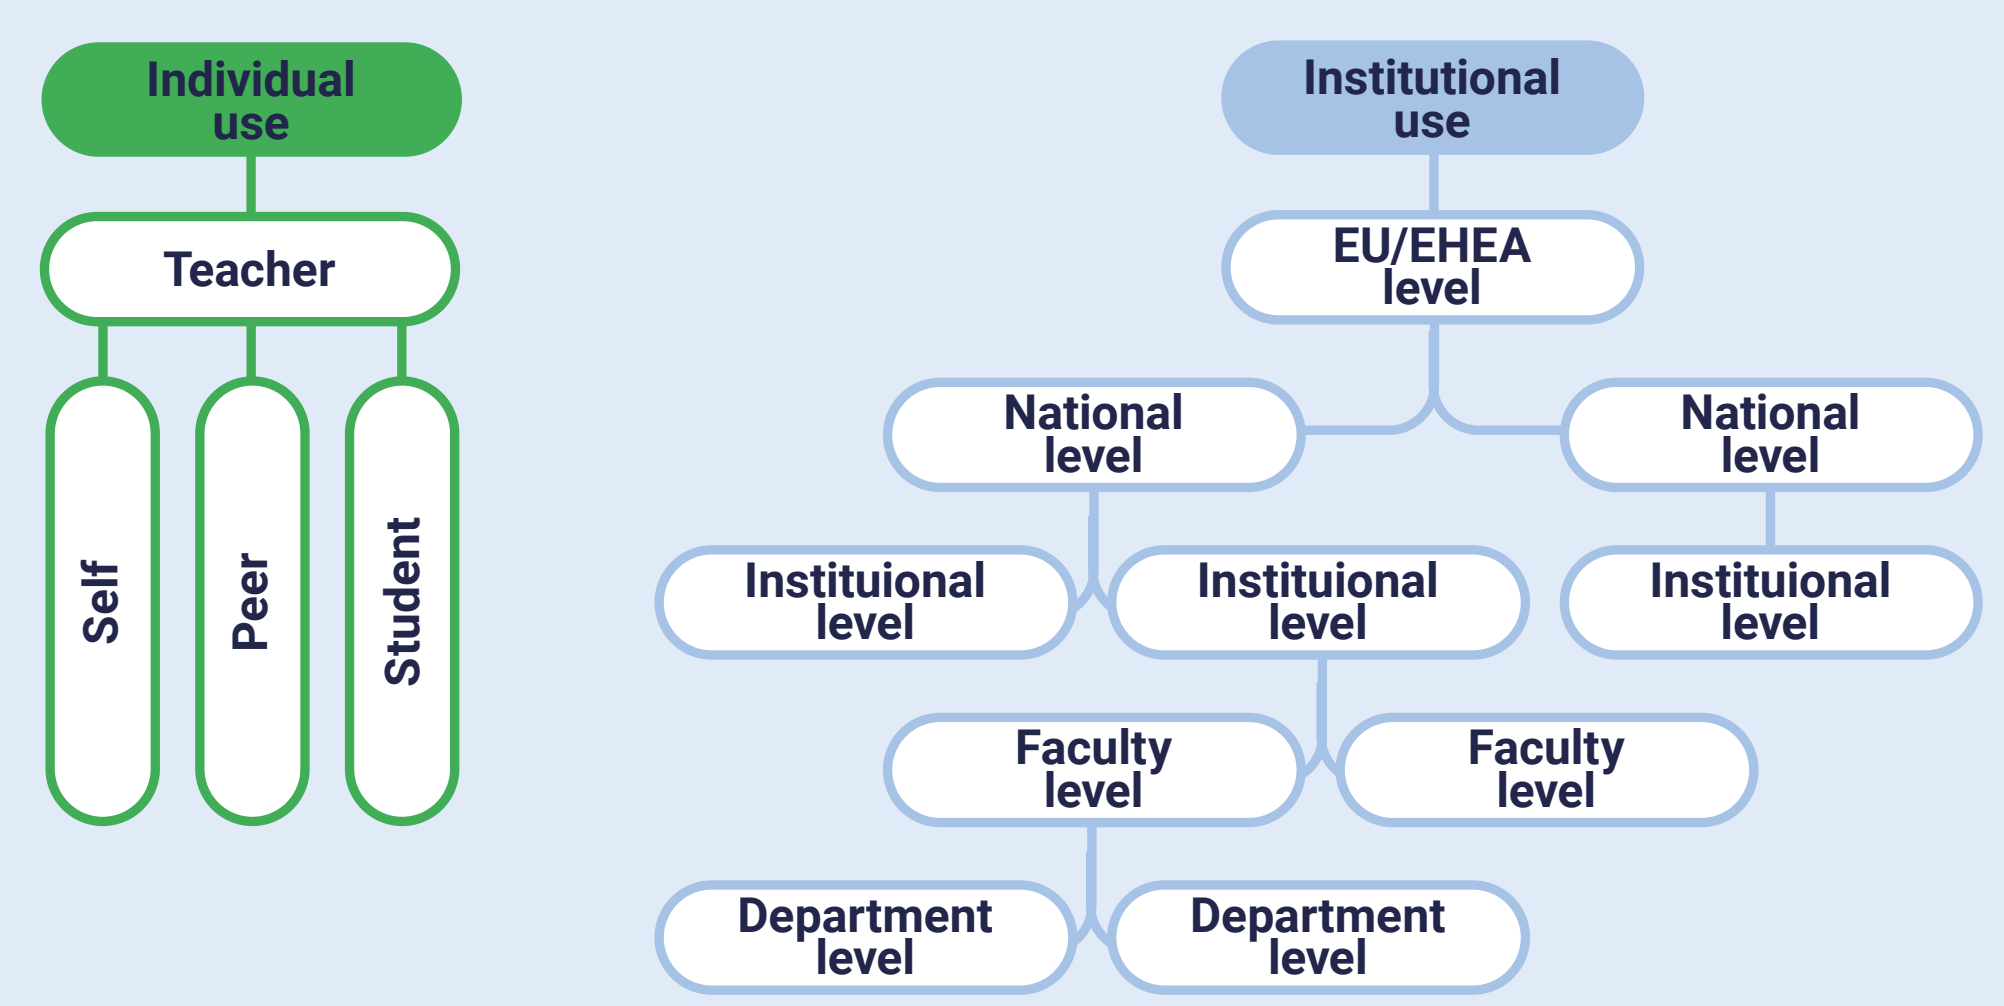 Individual
use
Teacher
Self
Peer
Student
Institutional
use
EU/EHEA
level
National
level
National
level
Instituional
level
Instituional
level
Instituional
level
Faculty
level
Faculty
level
Department
level
Department
level